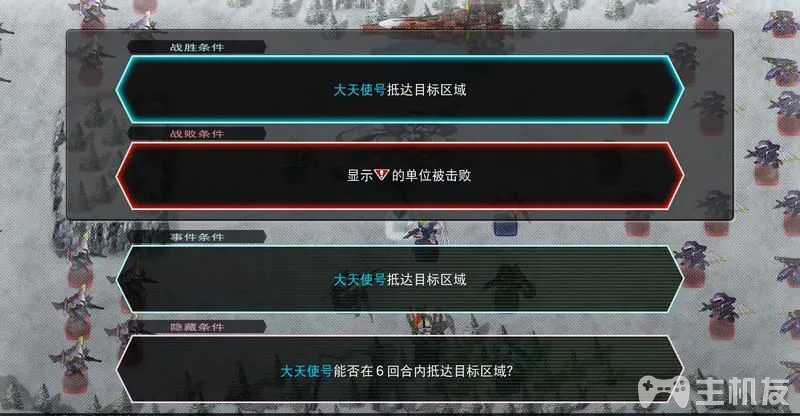 战胜条件
大天使号抵达目标区域
战败条件
显示的单位被击败
事件条件
大天使号抵达目标区域
隐藏条件
大天使号能否在6回合内抵达目标区域?
主机友